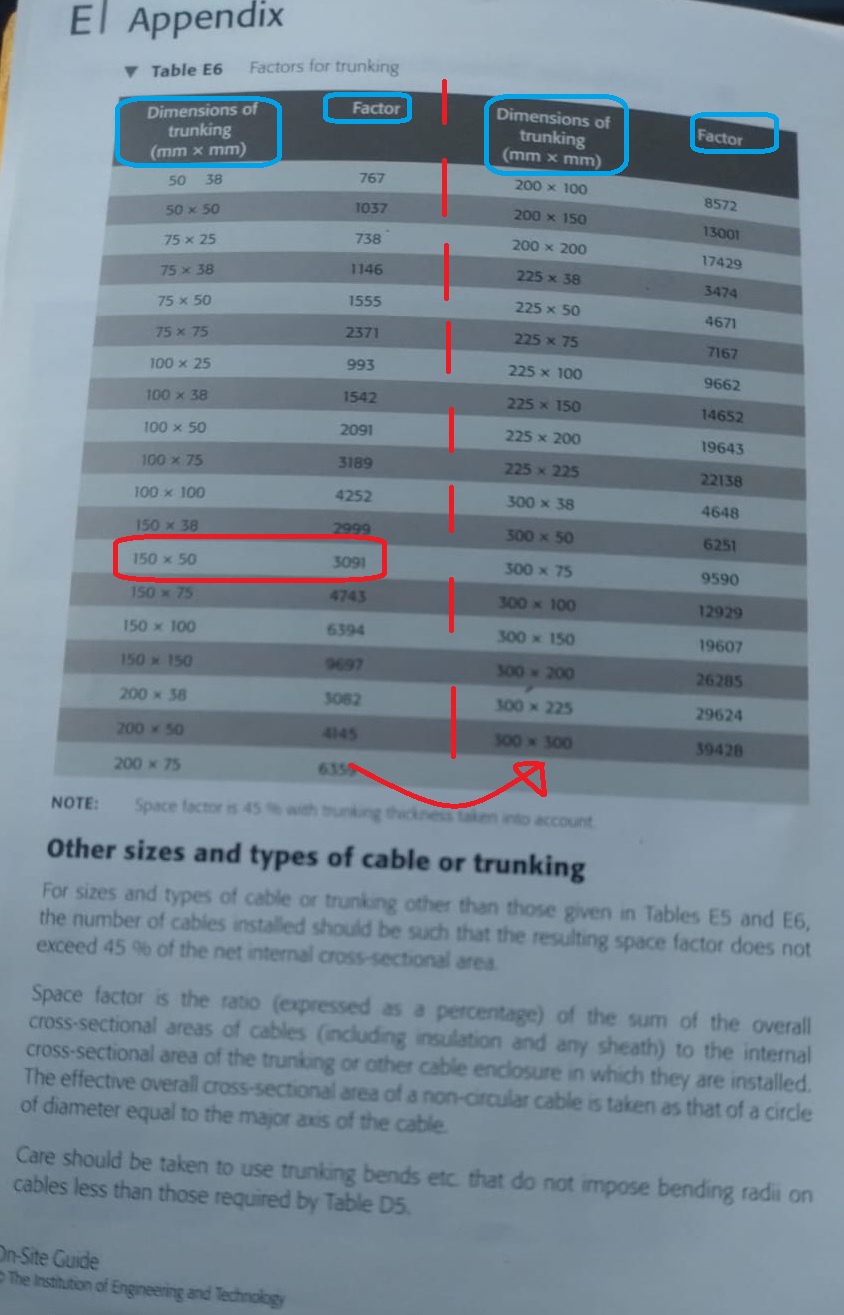 E Appendix
▼ Table E6 Factors for trunking
Dimensions of
trunking
(mm × mm)
Factor
50 38 767
50 × 50 1037
75 × 25 738
75 × 38 1146
75 × 50 1555
75 × 75 2371
100 × 25 993
100 × 38 1542
100 × 50 2091
100 × 75 3189
100 × 100 4252
150 × 38 2999
150 × 50 3091
150 × 75 4743
150 × 100 6394
150 × 150 9697
200 × 38 3082
200 × 50 4145
200 × 75 6359
Dimensions of
trunking
(mm × mm)
Factor
200 × 100 8572
200 × 150 13001
200 × 200 17429
225 × 38 3474
225 × 50 4671
225 × 75 7167
225 × 100 9662
225 × 150 14652
225 × 200 19643
225 × 225 22138
300 × 38 4648
300 × 50 6251
300 × 75 9590
300 × 100 12929
300 × 150 19607
300 × 200 26285
300 × 225 29624
300 × 300 39428
NOTE: Space factor is 45 % with trunking thickness taken into account.
Other sizes and types of cable or trunking
For sizes and types of cable or trunking other than those given in Tables E5 and E6,
the number of cables installed should be such that the resulting space factor does not
exceed 45 % of the net internal cross-sectional area.
Space factor is the ratio (expressed as a percentage) of the sum of the overall
cross-sectional areas of cables (including insulation and any sheath) to the internal
cross-sectional area of the trunking or other cable enclosure in which they are installed.
The effective overall cross-sectional area of a non-circular cable is taken as that of a circle
of diameter equal to the major axis of the cable.
Care should be taken to use trunking bends etc. that do not impose bending radii on
cables less than those required by Table D5.
On-Site Guide
© The Institution of Engineering and Technology